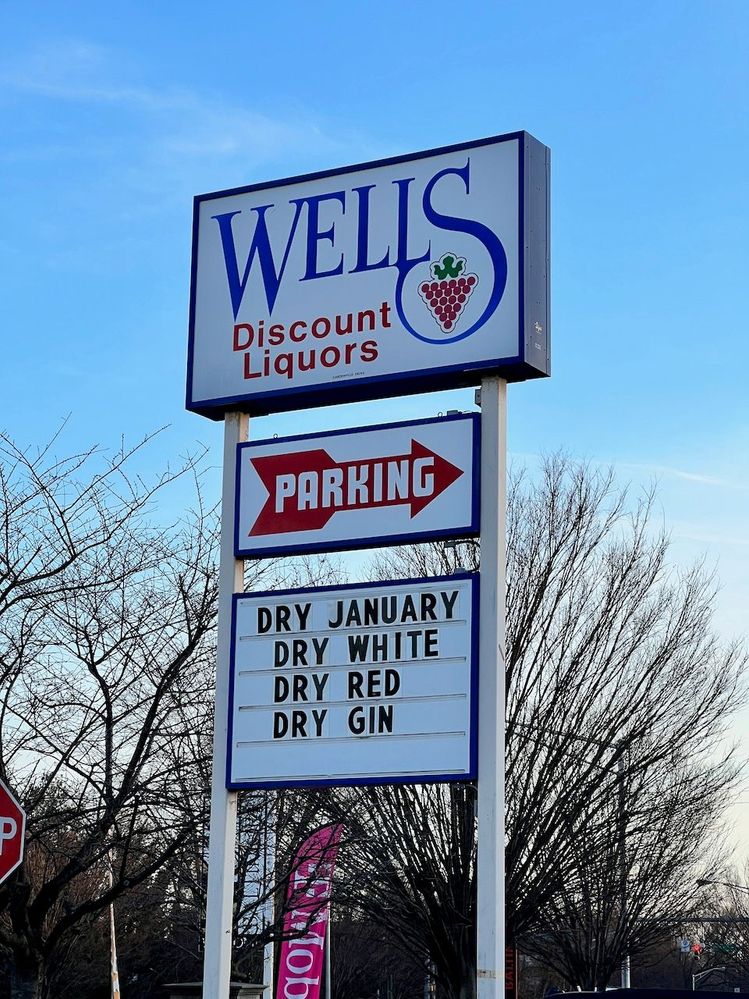 WELLS
Discount
Liquors
PARKING
DRY JANUARY
DRY WHITE
DRY RED
DRY GIN
P